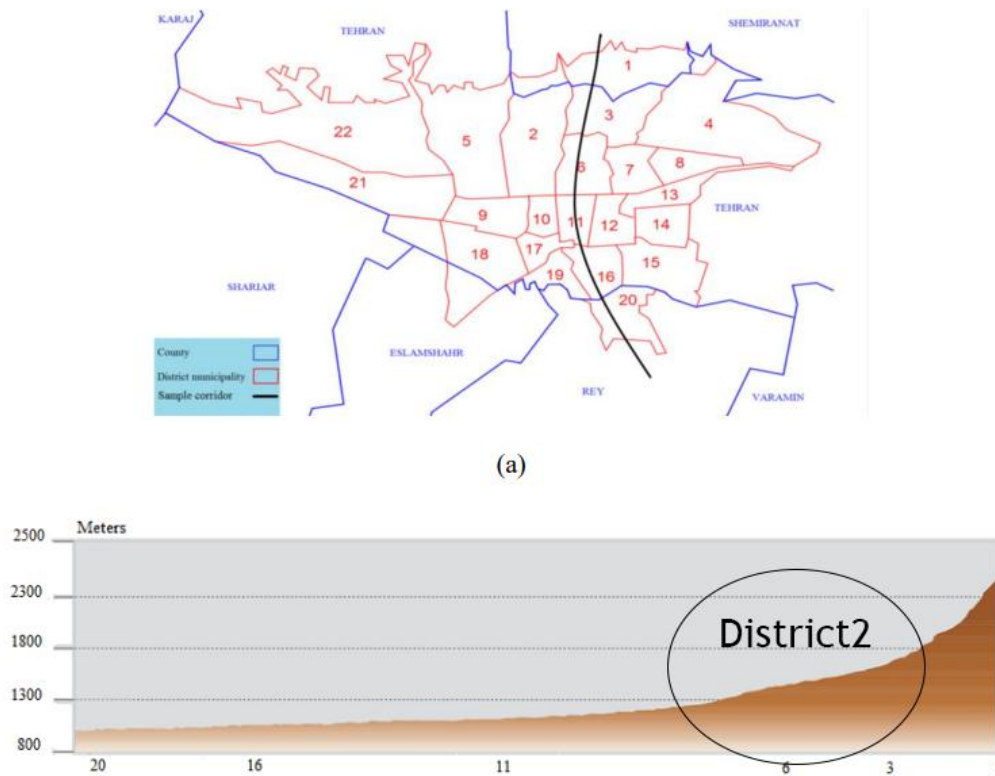 KARAJ
TEHRAN
SHEMIRANAT
1
3
4
22
5
2
6
7
8
21
13
TEHRAN
9
10
11
12
14
18
17
15
19
16
20
SHARIAR
ESLAMSHAHR
REY
VARAMIN
County
District municipality
Sample corridor
(a)
Meters
2500
2300
1800
1300
800
District2
20
16
11
6
3